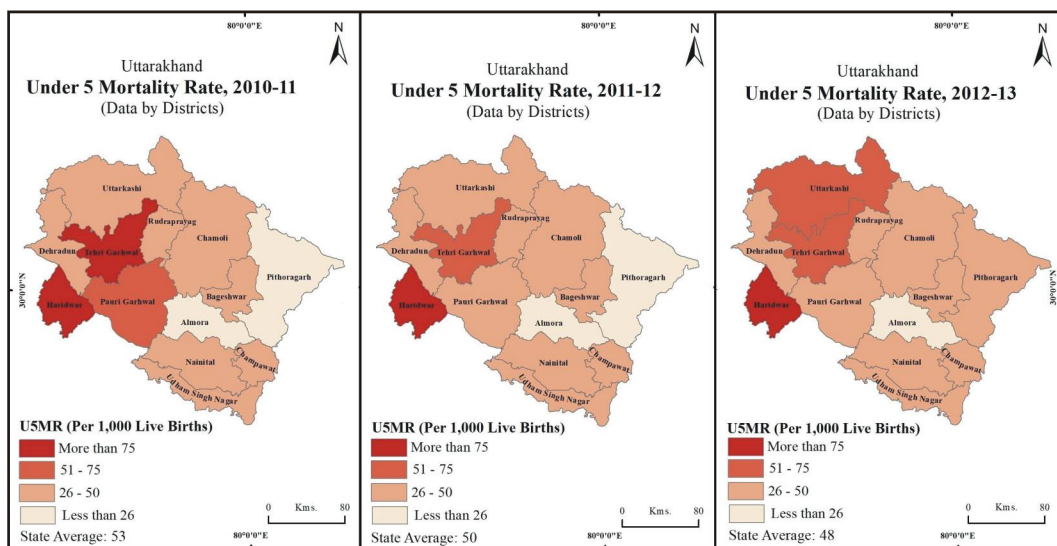 80°0'0"E
N
Uttarakhand
Under 5 Mortality Rate, 2010-11
(Data by Districts)
Uttarkashi
Rudraprayag
Dehradun
Tehri Garhwal
Chamoli
Pithoragarh
30°0'0"N
Haridwar
Pauri Garhwal
Bageshwar
Almora
Nainital
Champawat
Udham Singh Nagar
U5MR (Per 1,000 Live Births)
More than 75
51 - 75
26 - 50
Less than 26
0 Kms. 80
State Average: 53
80°0'0"E
80°0'0"E
N
Uttarakhand
Under 5 Mortality Rate, 2011-12
(Data by Districts)
Uttarkashi
Rudraprayag
Dehradun
Tehri Garhwal
Chamoli
Pithoragarh
Haridwar
Pauri Garhwal
Bageshwar
Almora
Nainital
Champawat
Udham Singh Nagar
U5MR (Per 1,000 Live Births)
More than 75
51 - 75
26 - 50
Less than 26
0 Kms. 80
State Average: 50
80°0'0"E
80°0'0"E
N
Uttarakhand
Under 5 Mortality Rate, 2012-13
(Data by Districts)
Uttarkashi
Rudraprayag
Dehradun
Tehri Garhwal
Chamoli
Pithoragarh
30°0'0"N
Haridwar
Pauri Garhwal
Bageshwar
Almora
Nainital
Champawat
Udham Singh Nagar
U5MR (Per 1,000 Live Births)
More than 75
51 - 75
26 - 50
Less than 26
0 Kms. 80
State Average: 48
80°0'0"E